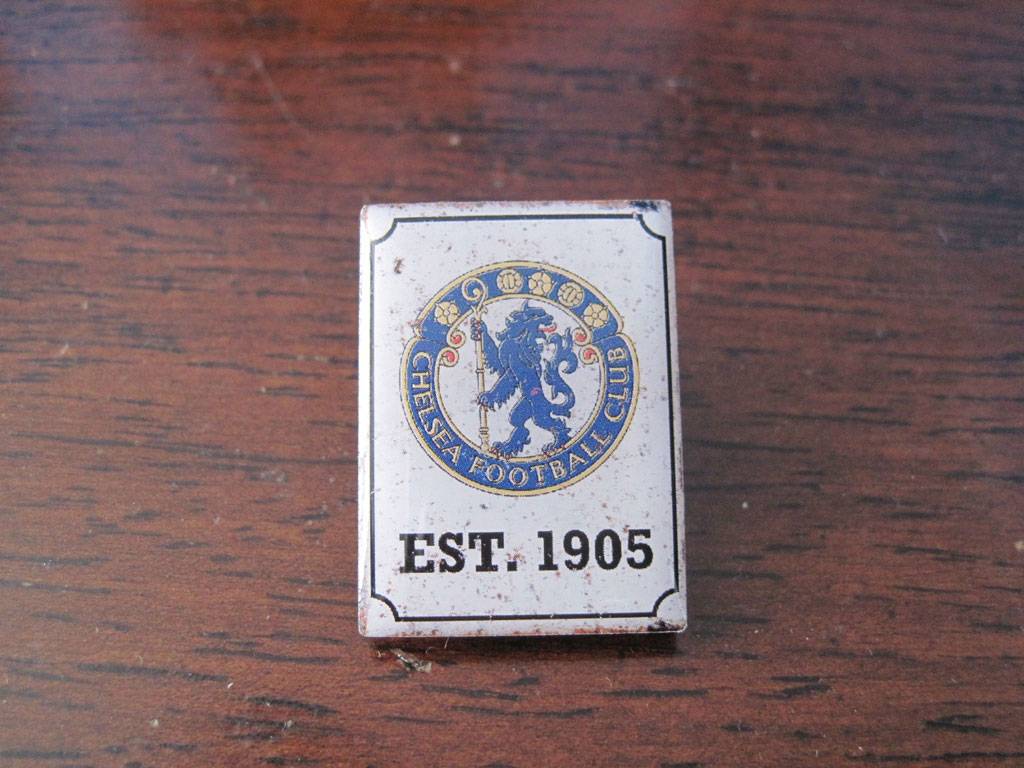 CHELSEA FOOTBALL CLUB
EST. 1905